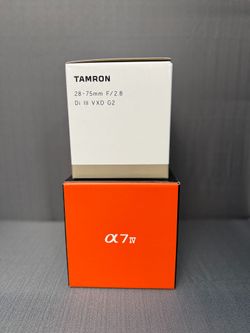 TAMRON
28-75mm F/2.8
Di III VXD G2
α7IV